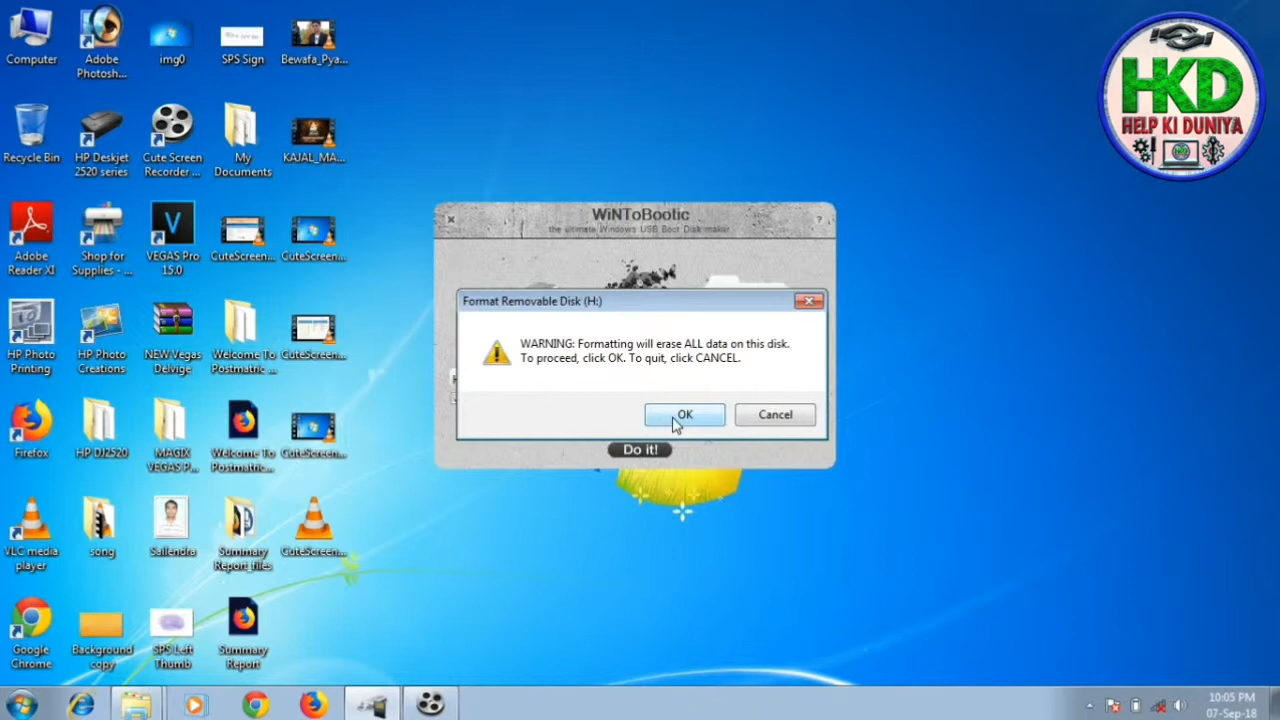 Computer
Adobe
Photosh...
img0
SPS Sign
Bewafa_Pya...
HKD
HELP KI DUNIYA
Recycle Bin
HP Deskjet
2520 series
Cute Screen
Recorder ...
My
Documents
KAJAL_MA...
Adobe
Reader XI
Shop for
Supplies - ...
VEGAS Pro
15.0
CuteScreen...
CuteScreen...
HP Photo
Printing
HP Photo
Creations
NEW Vegas
Delvige
Welcome To
Postmatric ...
CuteScreen...
Firefox
HP DJ2520
MAGIX
VEGAS P...
Welcome To
Postmatric...
CuteScreen...
VLC media
player
song
Sailendra
Summary
Report_files
CuteScreen...
Google
Chrome
Background
copy
SPS Left
Thumb
Summary
Report
WiNToBootic
the ultimate Windows USB Boot Disk maker
?
Format Removable Disk (H:)
WARNING: Formatting will erase ALL data on this disk.
To proceed, click OK. To quit, click CANCEL.
OK
Cancel
Do it!
10:05 PM
07-Sep-18